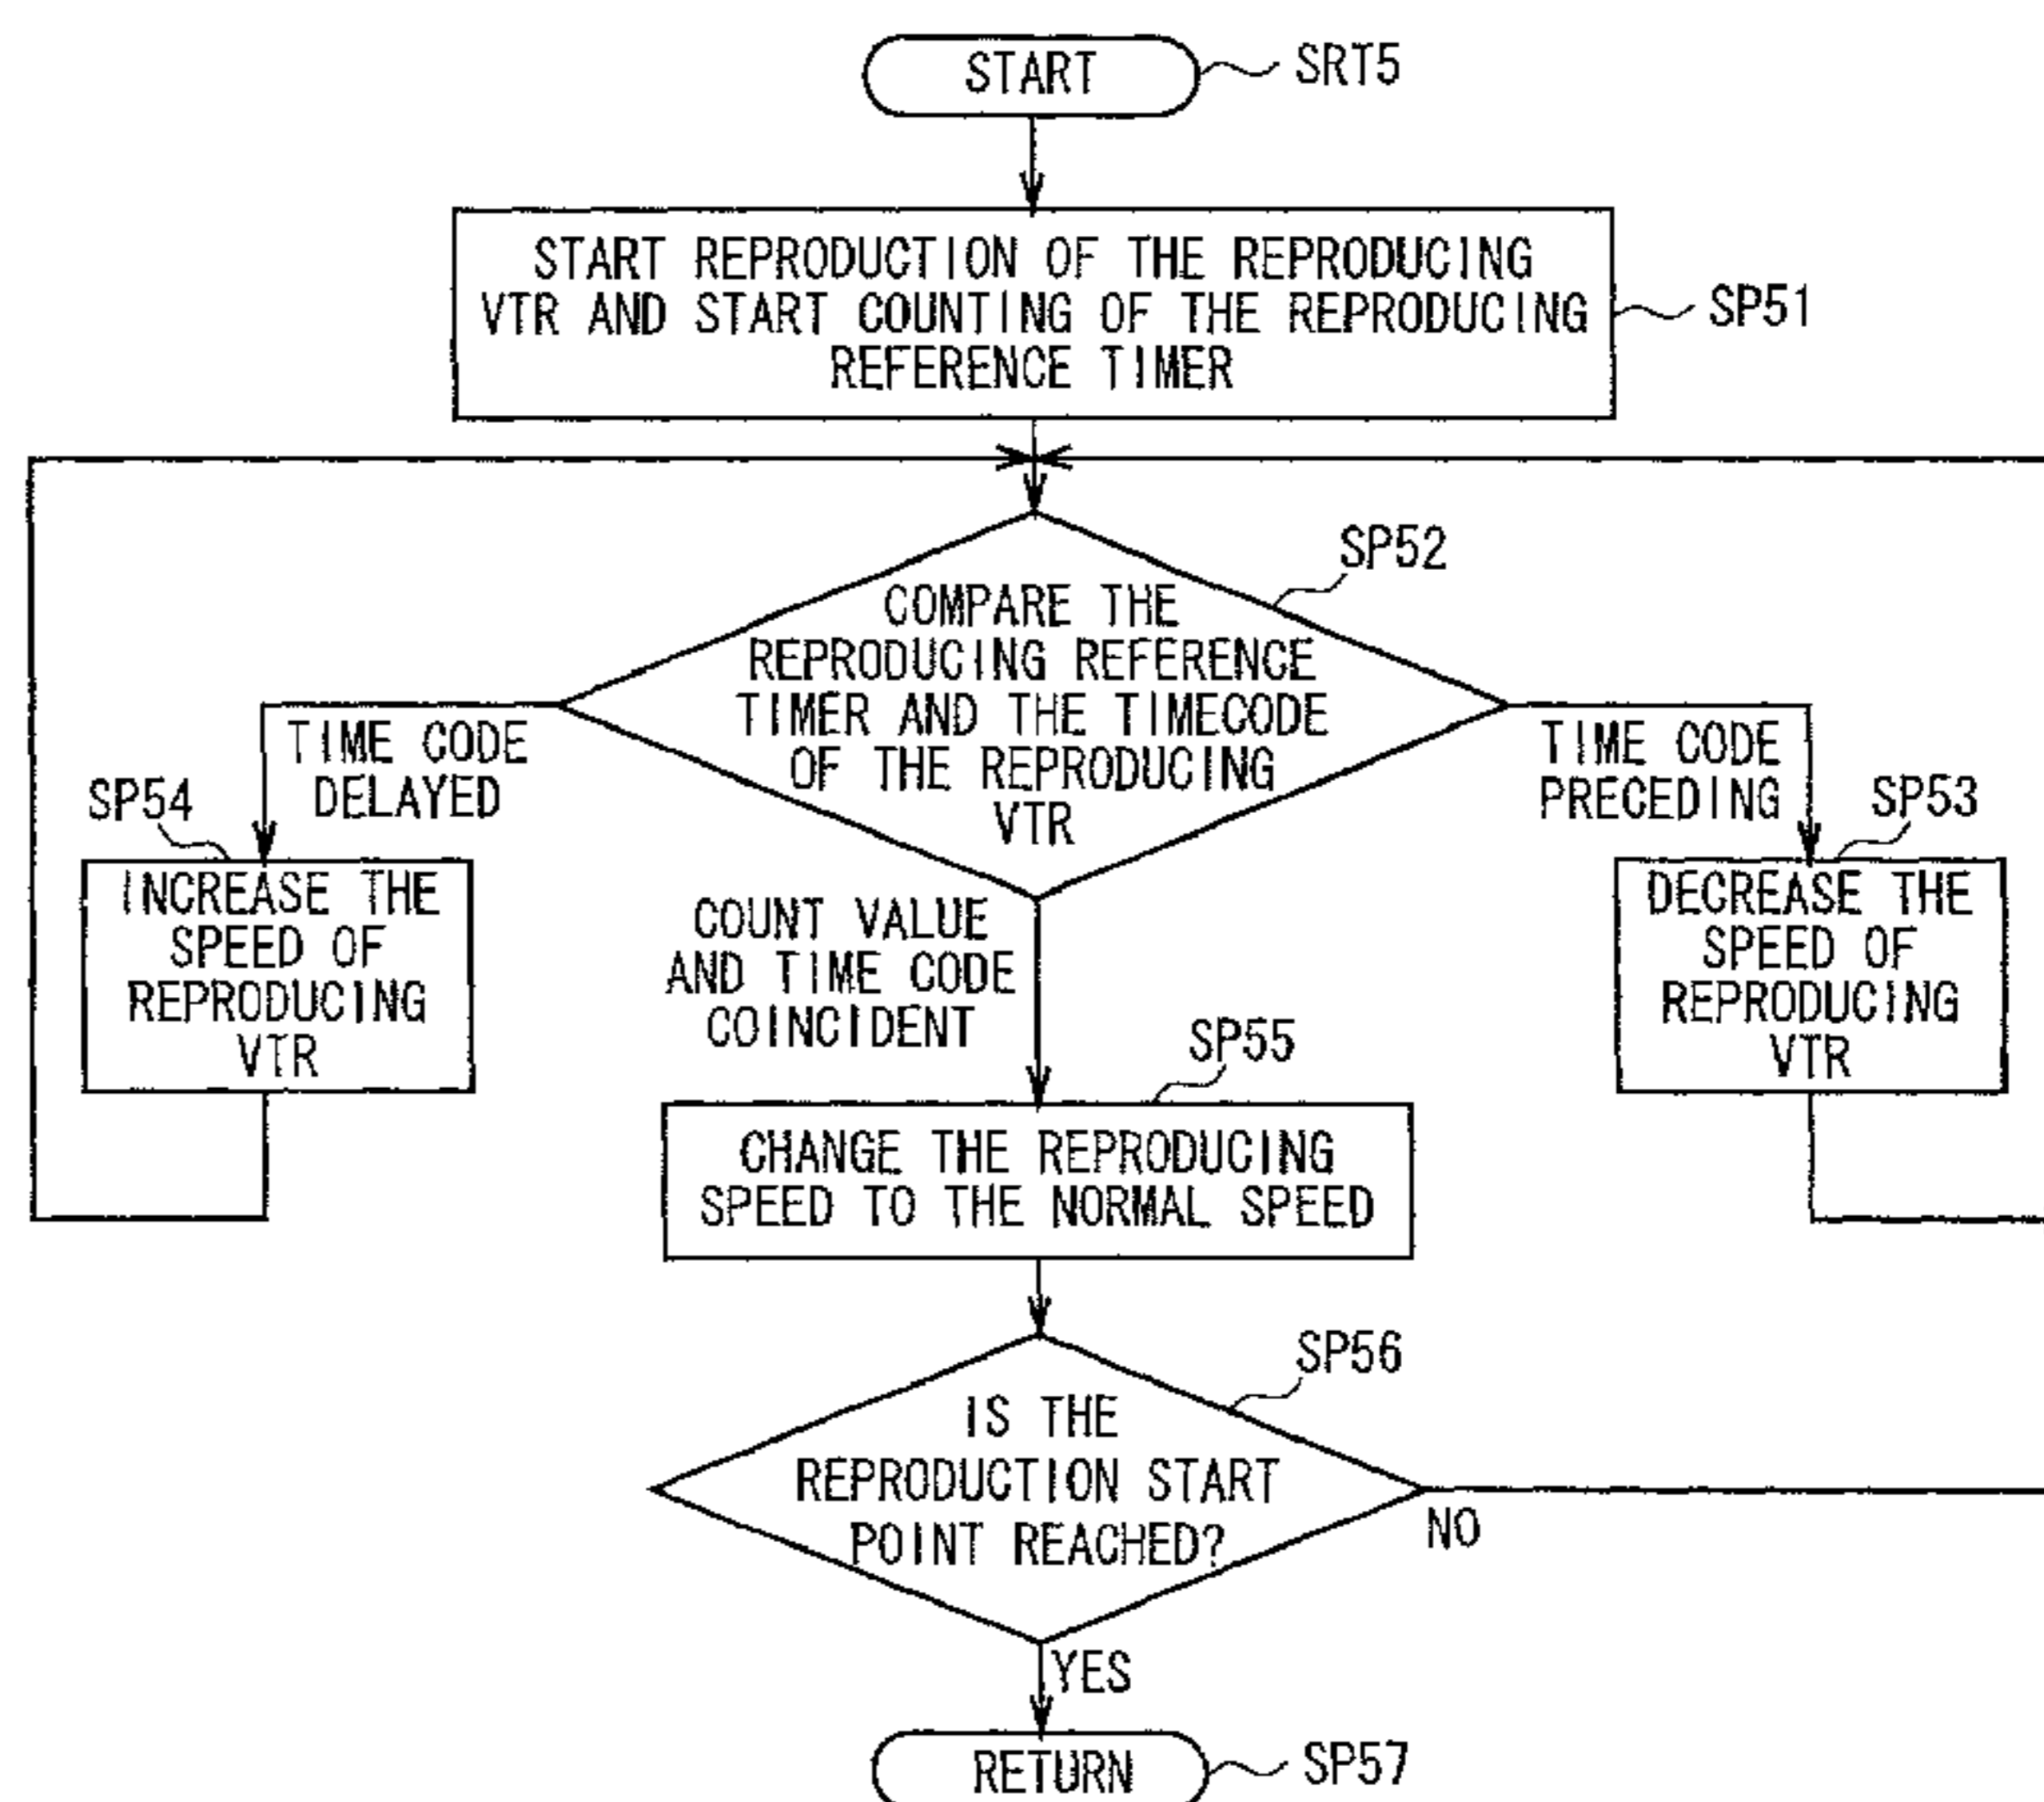 START
SRT5
START REPRODUCTION OF THE REPRODUCING
VTR AND START COUNTING OF THE REPRODUCING
REFERENCE TIMER
SP51
SP52
COMPARE THE
REPRODUCING REFERENCE
TIMER AND THE TIMECODE
OF THE REPRODUCING
VTR
TIME CODE
DELAYED
SP54
INCREASE THE
SPEED OF
REPRODUCING
VTR
TIME CODE
PRECEDING
SP53
DECREASE THE
SPEED OF
REPRODUCING
VTR
COUNT VALUE
AND TIME CODE
COINCIDENT
SP55
CHANGE THE REPRODUCING
SPEED TO THE NORMAL SPEED
SP56
IS THE
REPRODUCTION START
POINT REACHED?
NO
YES
RETURN
SP57